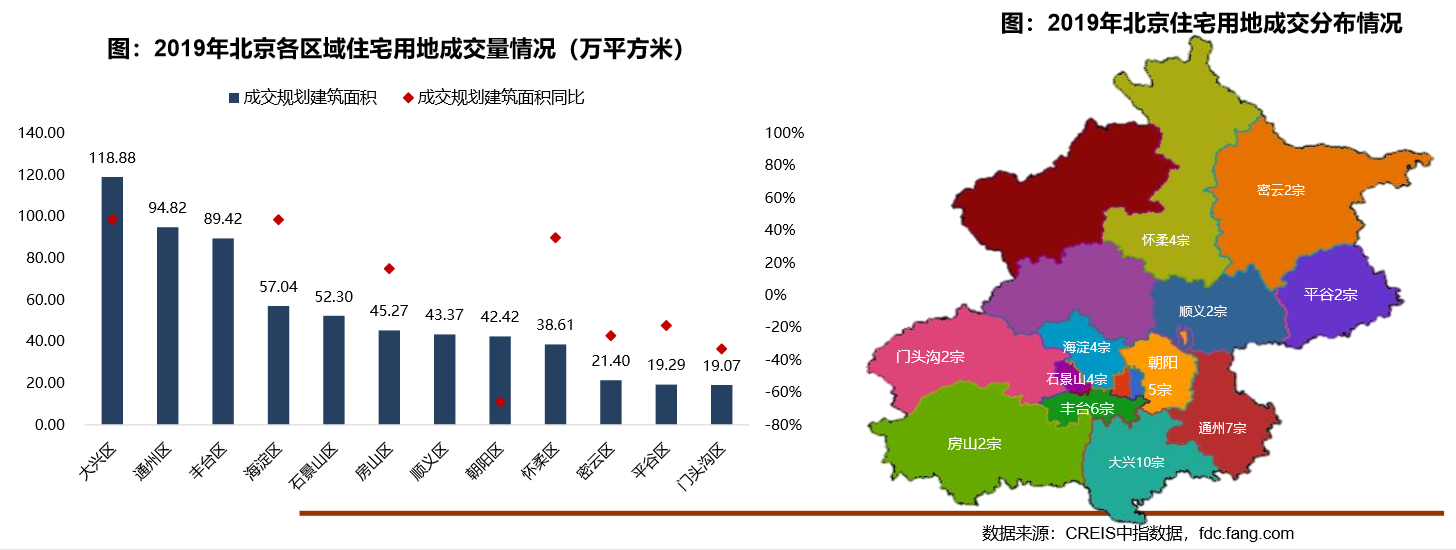 图：2019年北京各区域住宅用地成交量情况（万平方米）
成交规划建筑面积
成交规划建筑面积同比
140.00
120.00
100.00
80.00
60.00
40.00
20.00
0.00
118.88
94.82
89.42
57.04
52.30
45.27
43.37
42.42
38.61
21.40
19.29
19.07
100%
80%
60%
40%
20%
0%
-20%
-40%
-60%
-80%
大兴区
通州区
丰台区
海淀区
石景山区
房山区
顺义区
朝阳区
怀柔区
密云区
平谷区
门头沟区
图：2019年北京住宅用地成交分布情况
密云2宗
怀柔4宗
平谷2宗
顺义2宗
海淀4宗
门头沟2宗
朝阳
5宗
石景山4宗
丰台6宗
通州7宗
房山2宗
大兴10宗
数据来源：CREIS中指数据，fdc.fang.com